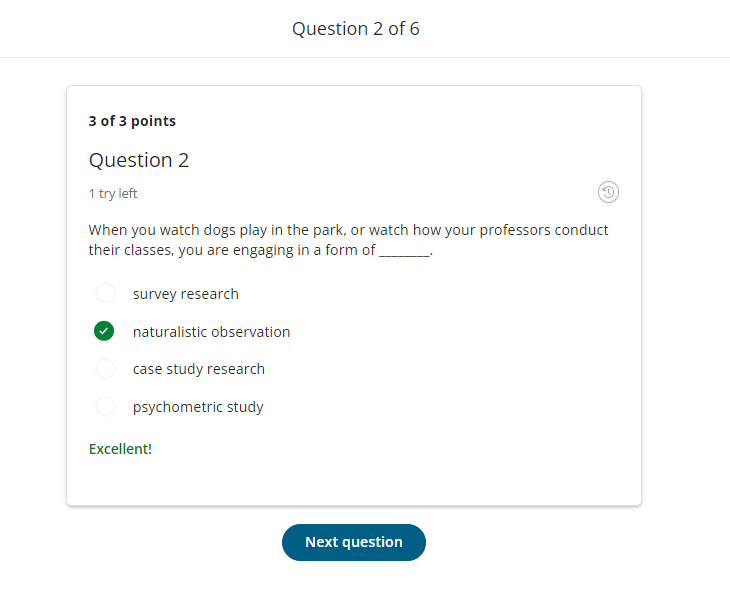 Question 2 of 6
3 of 3 points
Question 2
1 try left
When you watch dogs play in the park, or watch how your professors conduct
their classes, you are engaging in a form of ________.
survey research
naturalistic observation
case study research
psychometric study
Excellent!
Next question